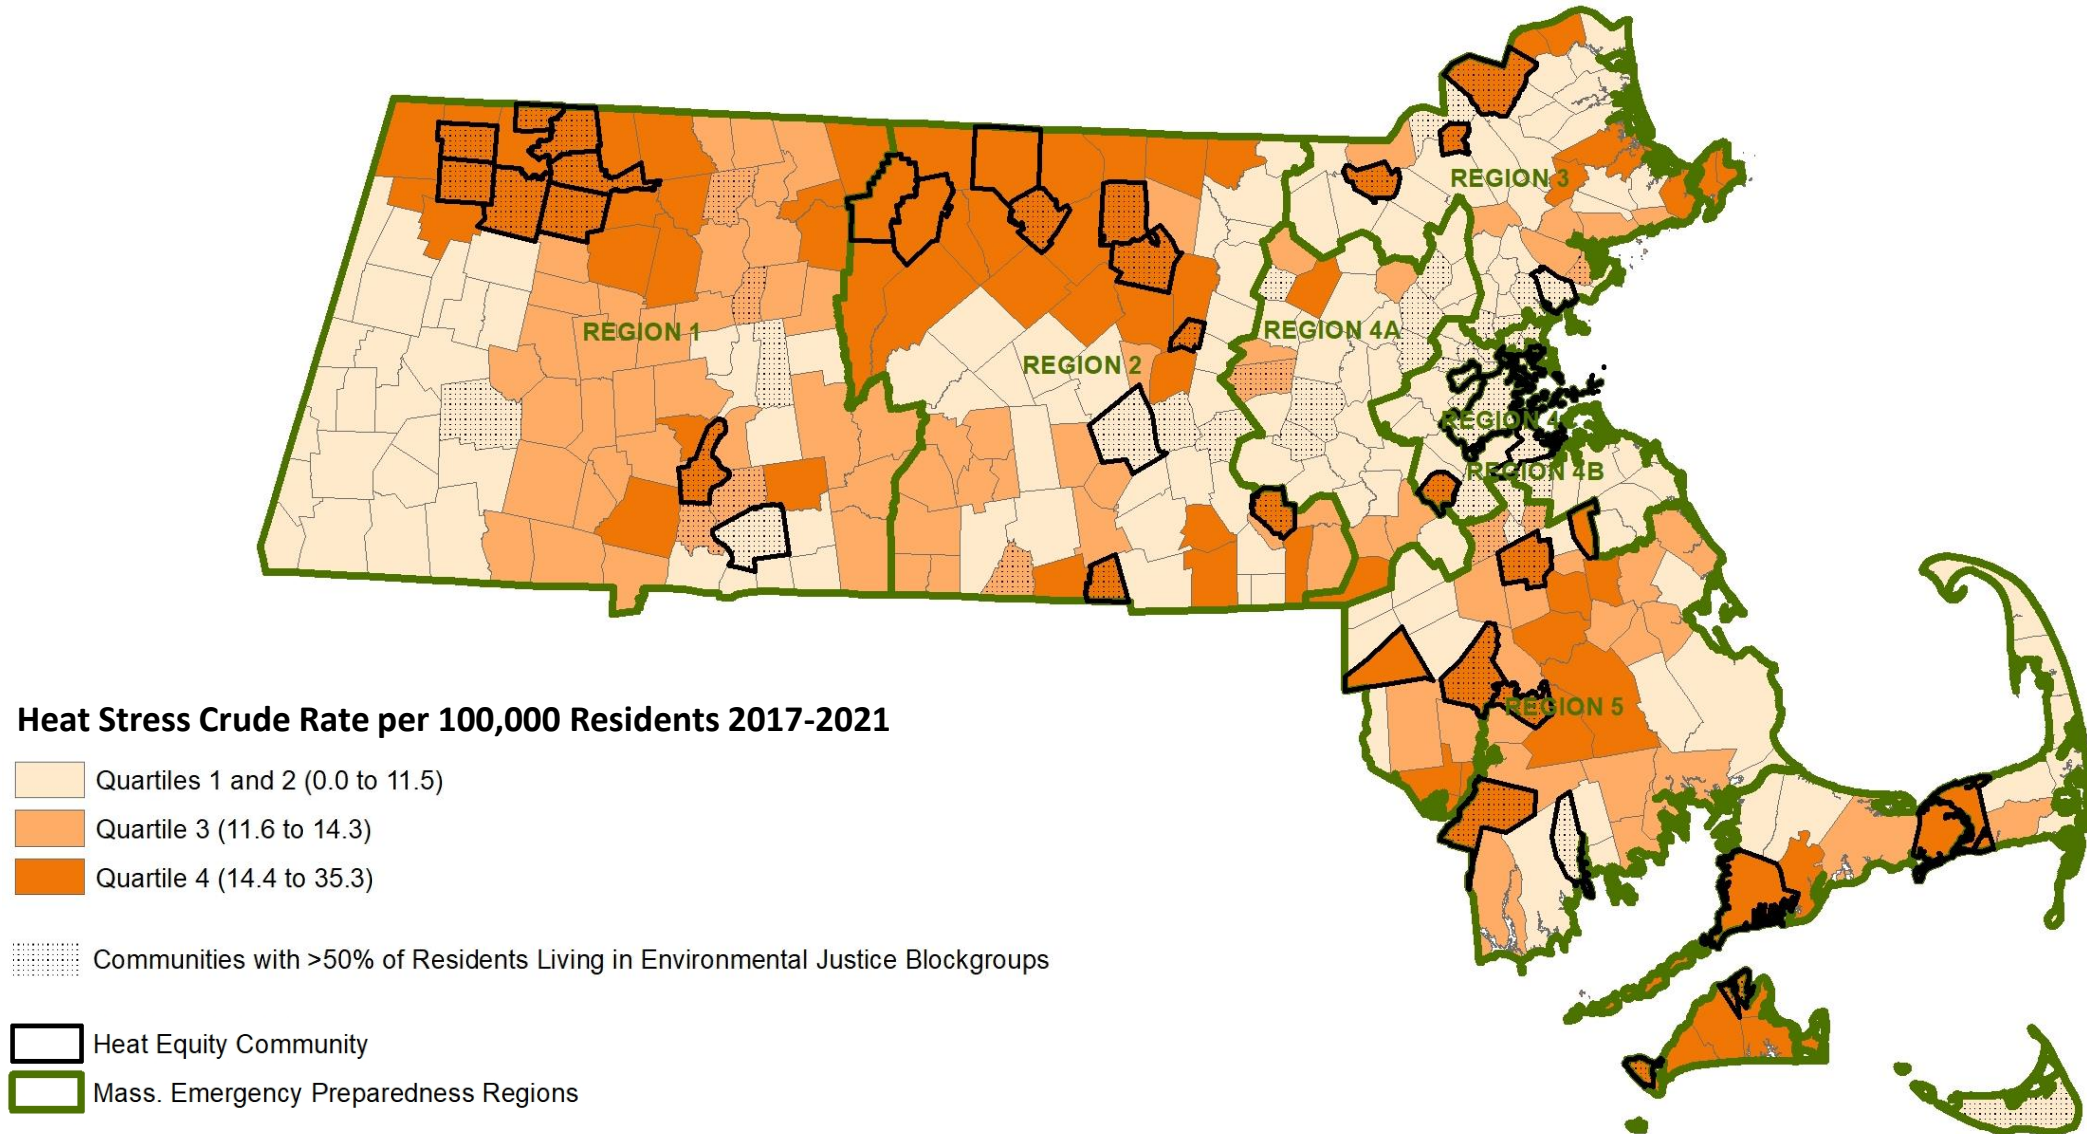 REGION 3
REGION 1
REGION 4A
REGION 2
REGION 4C
REGION 4B
REGION 5
Heat Stress Crude Rate per 100,000 Residents 2017-2021
Quartiles 1 and 2 (0.0 to 11.5)
Quartile 3 (11.6 to 14.3)
Quartile 4 (14.4 to 35.3)
Communities with >50% of Residents Living in Environmental Justice Blockgroups
Heat Equity Community
Mass. Emergency Preparedness Regions